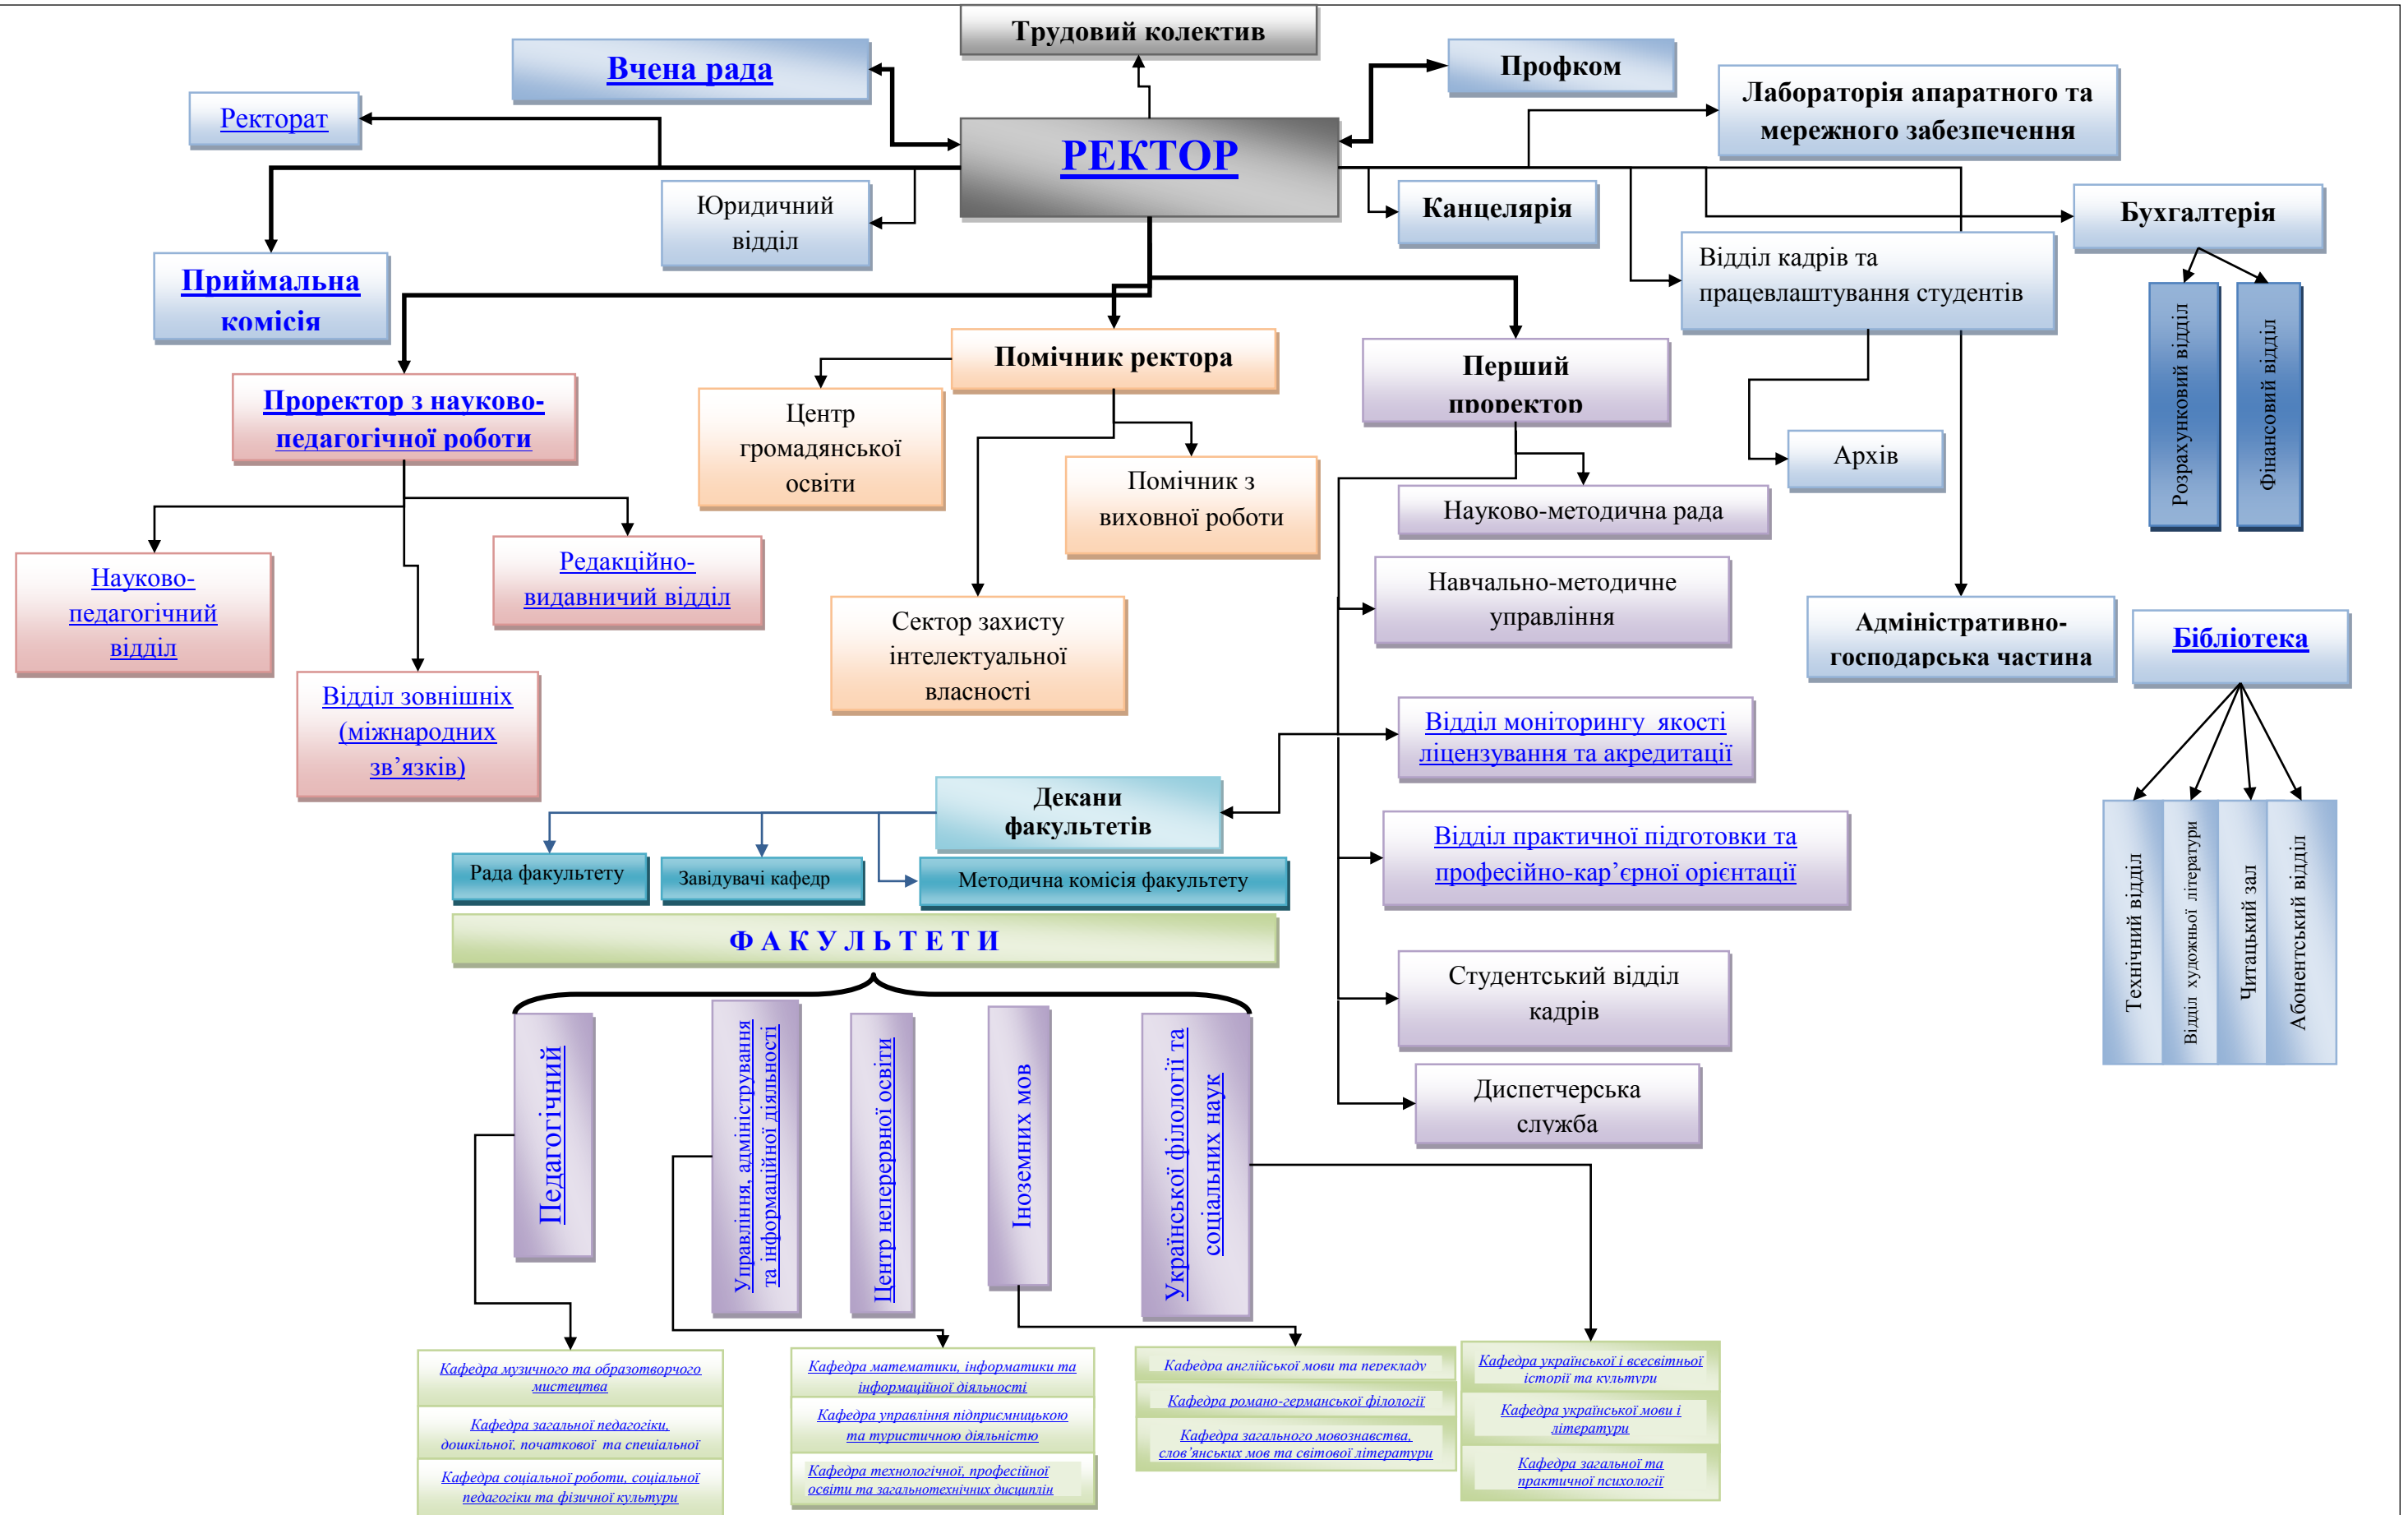 Трудовий колектив
Вчена рада
Профком
Ректорат
РЕКТОР
Лабораторія апаратного та
мережного забезпечення
Юридичний
відділ
Канцелярія
Бухгалтерія
Приймальна
комісія
Відділ кадрів та
працевлаштування студентів
Розрахунковий відділ
Фінансовий відділ
Проректор з науково-
педагогічної роботи
Помічник ректора
Перший
проректор
Центр
громадянської
освіти
Помічник з
виховної роботи
Архів
Науково-методична рада
Науково-
педагогічний
відділ
Редакційно-
видавничий відділ
Навчально-методичне
управління
Сектор захисту
інтелектуальної
власності
Адміністративно-
господарська частина
Бібліотека
Відділ зовнішніх
(міжнародних
зв’язків)
Відділ моніторингу якості
ліцензування та акредитації
Декани
факультетів
Відділ практичної підготовки та
професійно-кар’єрної орієнтації
Рада факультету
Завідувачі кафедр
Методична комісія факультету
Технічний відділ
Відділ художньої літератури
Читацький зал
Абонентський відділ
Ф А К У Л Ь Т Е Т И
Студентський відділ
кадрів
Диспетчерська
служба
Педагогічний
Управління, адміністрування
та інформаційної діяльності
Центр неперервної освіти
Іноземних мов
Української філології та
соціальних наук
Кафедра музичного та образотворчого
мистецтва
Кафедра загальної педагогіки,
дошкільної, початкової та спеціальної
Кафедра соціальної роботи, соціальної
педагогіки та фізичної культури
Кафедра математики, інформатики та
інформаційної діяльності
Кафедра управління підприємницькою
та туристичною діяльністю
Кафедра технологічної, професійної
освіти та загальнотехнічних дисциплін
Кафедра англійської мови та перекладу
Кафедра романо-германської філології
Кафедра загального мовознавства,
слов’янських мов та світової літератури
Кафедра української і всесвітньої
історії та культури
Кафедра української мови і
літератури
Кафедра загальної та
практичної психології